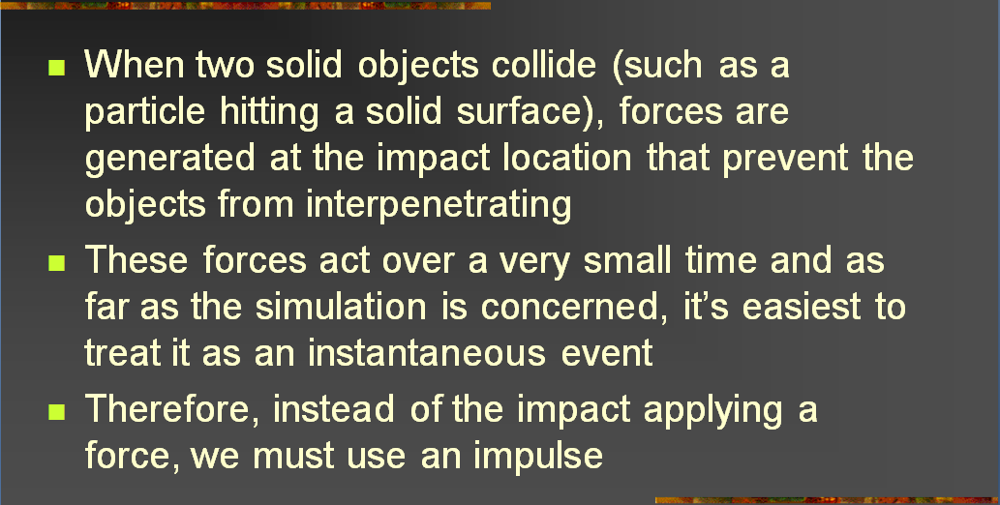 When two solid objects collide (such as a
particle hitting a solid surface), forces are
generated at the impact location that prevent the
objects from interpenetrating
These forces act over a very small time and as
far as the simulation is concerned, it’s easiest to
treat it as an instantaneous event
Therefore, instead of the impact applying a
force, we must use an impulse